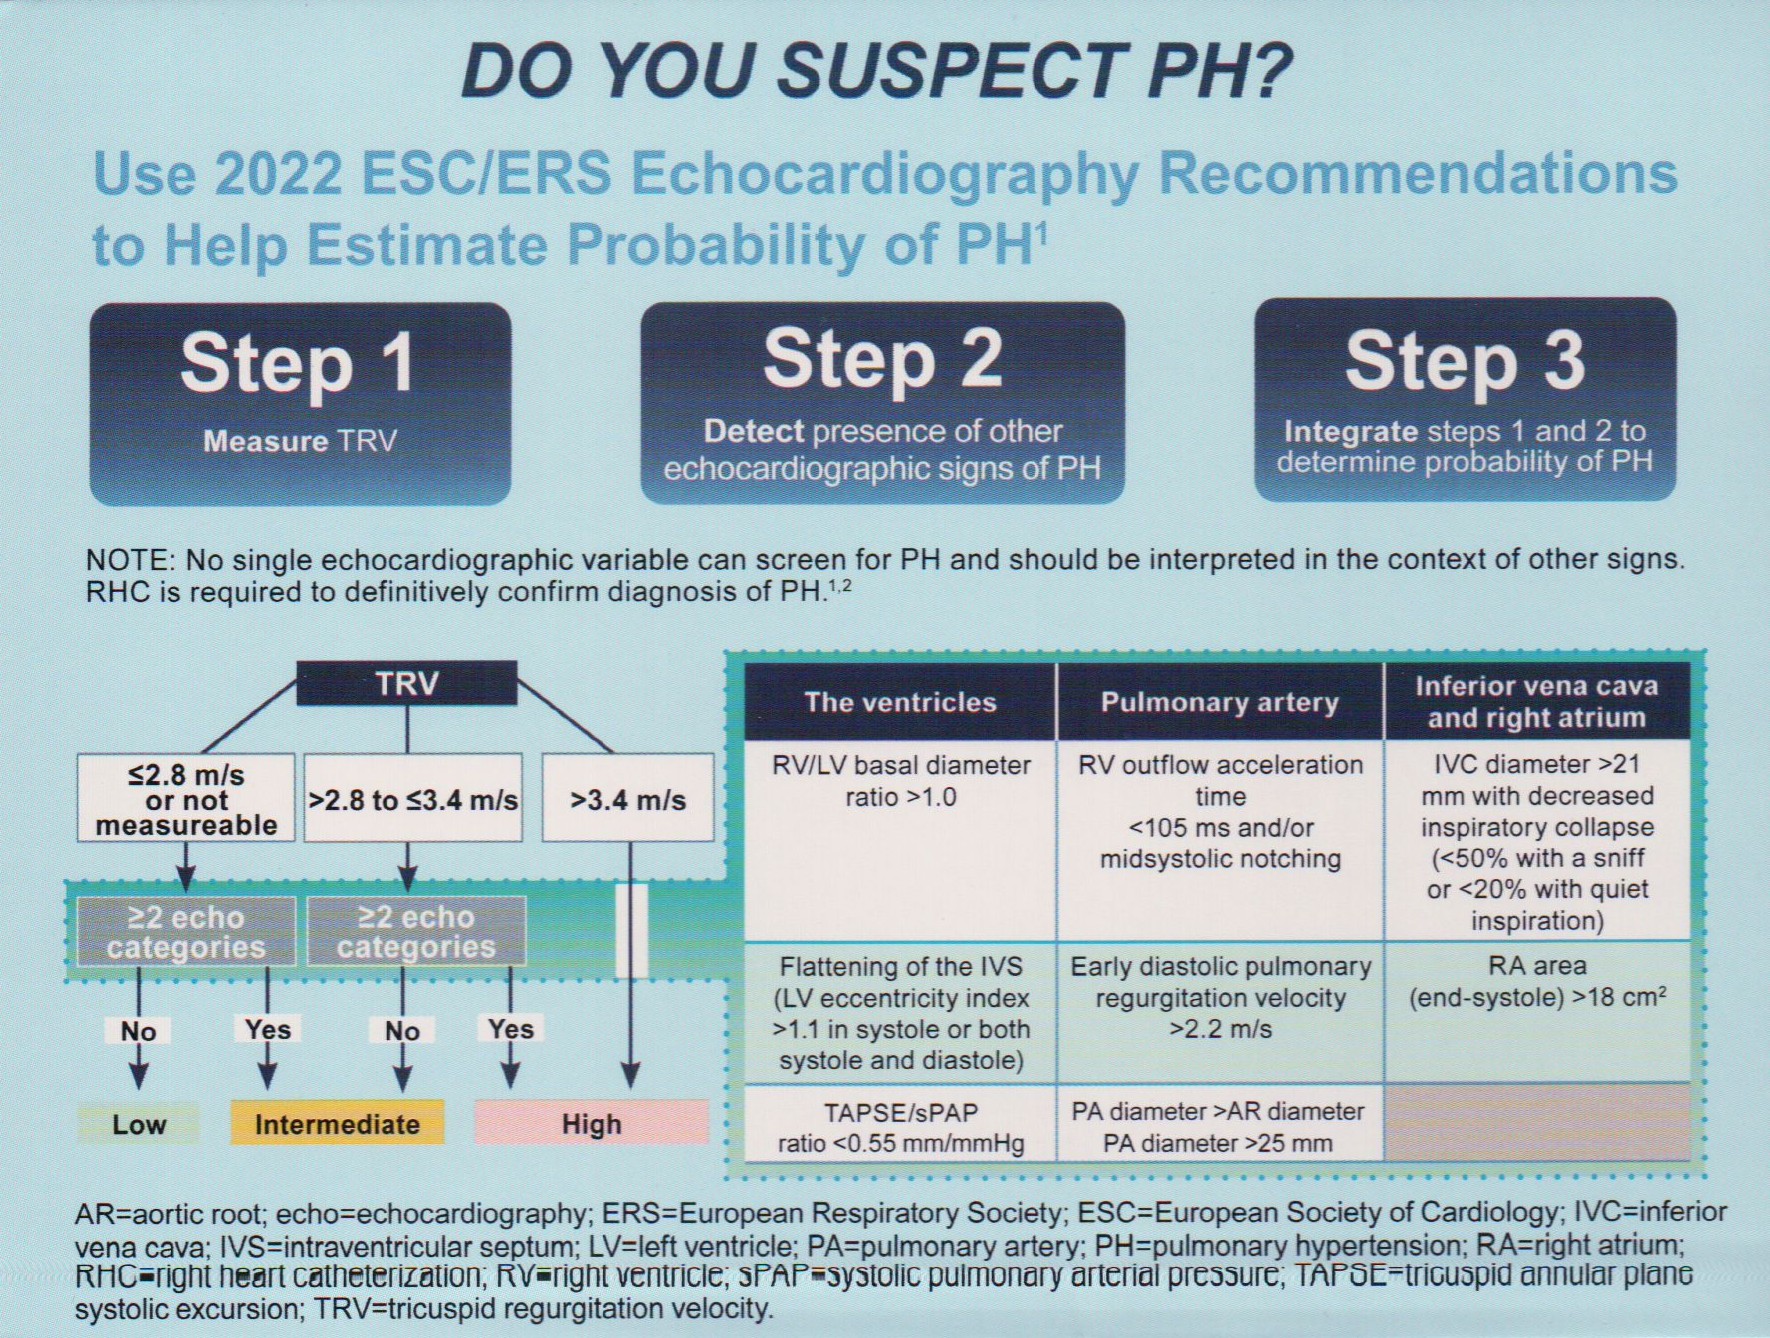 DO YOU SUSPECT PH?
Use 2022 ESC/ERS Echocardiography Recommendations
to Help Estimate Probability of PH¹
Step 1
Measure TRV
Step 2
Detect presence of other
echocardiographic signs of PH
Step 3
Integrate steps 1 and 2 to
determine probability of PH
NOTE: No single echocardiographic variable can screen for PH and should be interpreted in the context of other signs.
RHC is required to definitively confirm diagnosis of PH.¹,²
TRV
≤2.8 m/s
or not
measureable
>2.8 to ≤3.4 m/s
>3.4 m/s
≥2 echo
categories
≥2 echo
categories
No
Yes
No
Yes
Low
Intermediate
High
The ventricles
Pulmonary artery
Inferior vena cava
and right atrium
RV/LV basal diameter
ratio >1.0
RV outflow acceleration
time
<105 ms and/or
midsystolic notching
IVC diameter >21
mm with decreased
inspiratory collapse
(<50% with a sniff
or <20% with quiet
inspiration)
Flattening of the IVS
(LV eccentricity index
>1.1 in systole or both
systole and diastole)
Early diastolic pulmonary
regurgitation velocity
>2.2 m/s
RA area
(end-systole) >18 cm²
TAPSE/sPAP
ratio <0.55 mm/mmHg
PA diameter >AR diameter
PA diameter >25 mm
AR=aortic root; echo=echocardiography; ERS=European Respiratory Society; ESC=European Society of Cardiology; IVC=inferior
vena cava; IVS=intraventricular septum; LV=left ventricle; PA=pulmonary artery; PH=pulmonary hypertension; RA=right atrium;
RHC=right heart catheterization; RV=right ventricle; sPAP=systolic pulmonary arterial pressure; TAPSE=tricuspid annular plane
systolic excursion; TRV=tricuspid regurgitation velocity.